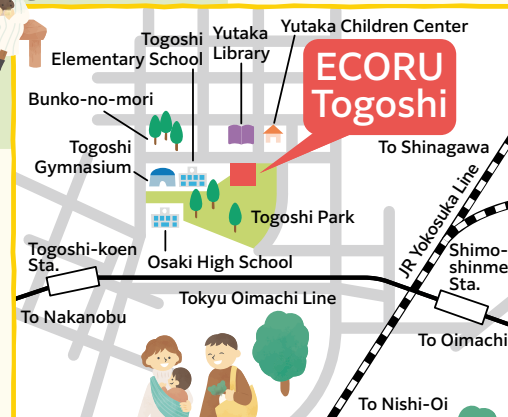 Yutaka Children Center
Yutaka
Library
Togoshi
Elementary School
ECORU
Togoshi
Bunko-no-mori
Togoshi
Gymnasium
To Shinagawa
JR Yokosuka Line
Togoshi Park
Togoshi-koen
Sta.
Osaki High School
Shimo-
shinme
Sta.
Tokyu Oimachi Line
To Nakanobu
To Oimachi
To Nishi-Oi